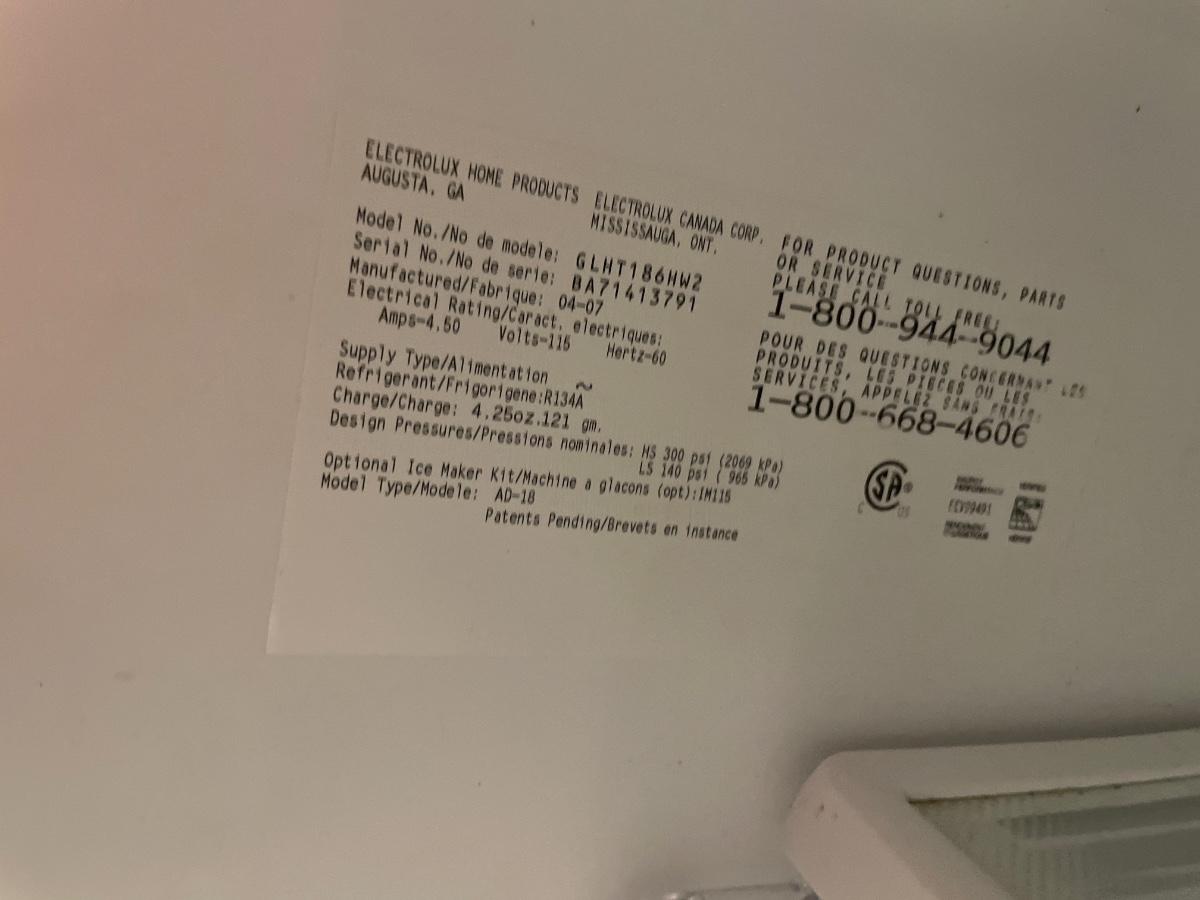 ELECTROLUX HOME PRODUCTS
AUGUSTA, GA
ELECTROLUX CANADA CORP.
MISSISSAUGA, ONT.
Model No./No de modele: GLHT186HW2
Serial No./No de serie: BA71413791
Manufactured/Fabrique: 04-07
Electrical Rating/Caract. electriques:
Amps=4.50 Volts=115 Hertz=60
Supply Type/Alimentation ~
Refrigerant/Frigorigene:R134A
Charge/Charge: 4.25oz.121 gm.
Design Pressures/Pressions nominales: HS 300 psi (2069 kPa)
LS 140 psi ( 965 kPa)
Optional Ice Maker Kit/Machine a glacons (opt):IM115
Model Type/Modele: AD-18
Patents Pending/Brevets en instance
FOR PRODUCT QUESTIONS, PARTS
OR SERVICE
PLEASE CALL TOLL FREE:
1-800-944-9044
POUR DES QUESTIONS CONCERNANT LES
PRODUITS, LES PIECES OU LES
SERVICES, APPELEZ SANS FRAIS:
1-800-668-4606
SA®
C US
VERIFIED